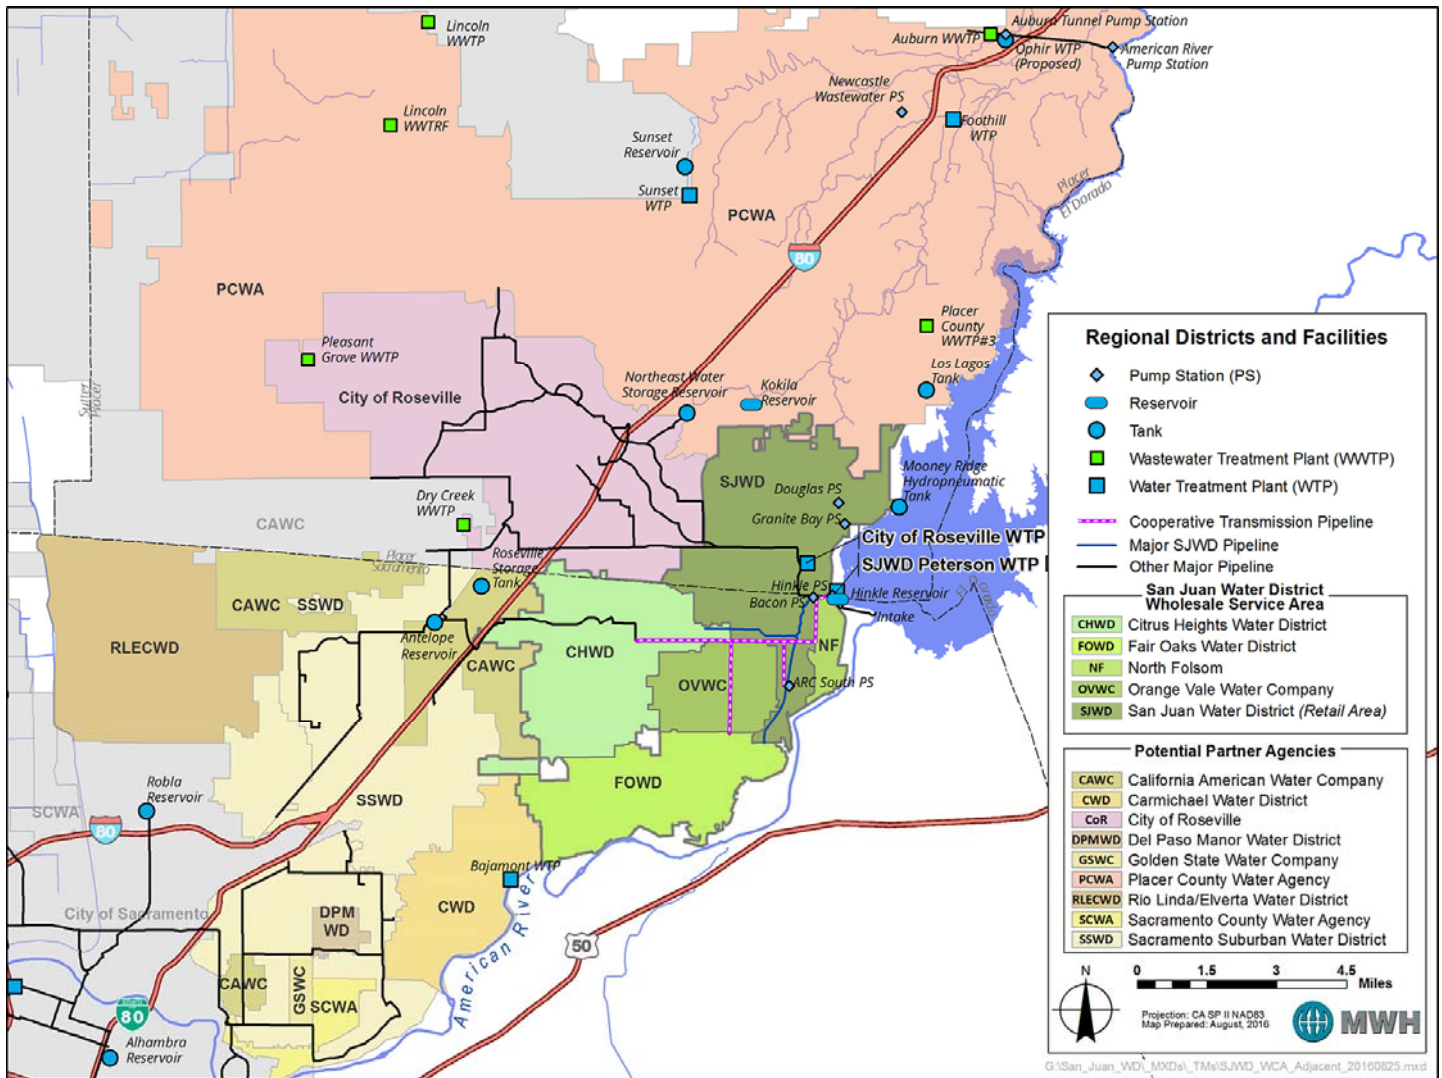 Lincoln
WWTP
Auburn Tunnel Pump Station
Auburn WWTP
Ophir WTP
(Proposed)
American River
Pump Station
Newcastle
Wastewater PS
Lincoln
WWTRF
Foothill
WTP
Sunset
Reservoir
Sunset
WTP
Placer
El Dorado
PCWA
80
PCWA
Placer
County
WWTP#3
Pleasant
Grove WWTP
Los Lagos
Tank
Northeast Water
Storage Reservoir
Kokila
Reservoir
Sutter
Placer
City of Roseville
SJWD
Mooney Ridge
Hydropneumatic
Tank
Douglas PS
Granite Bay PS
Dry Creek
WWTP
CAWC
City of Roseville WTP
SJWD Peterson WTP
Placer
Sacramento
Roseville
Storage
Tank
Hinkle PS
Bacon PS
Hinkle Reservoir
Intake
CAWC
SSWD
Antelope
Reservoir
RLECWD
CAWC
CHWD
NF
OVWC
ARC South PS
Robla
Reservoir
SCWA
80
SSWD
FOWD
Bajamont WTP
City of Sacramento
DPM
WD
CWD
American River
50
CAWC
GSWC
SCWA
80
Alhambra
Reservoir
Regional Districts and Facilities
Pump Station (PS)
Reservoir
Tank
Wastewater Treatment Plant (WWTP)
Water Treatment Plant (WTP)
Cooperative Transmission Pipeline
Major SJWD Pipeline
Other Major Pipeline
San Juan Water District
Wholesale Service Area
CHWD Citrus Heights Water District
FOWD Fair Oaks Water District
NF North Folsom
OVWC Orange Vale Water Company
SJWD San Juan Water District (Retail Area)
Potential Partner Agencies
CAWC California American Water Company
CWD Carmichael Water District
CoR City of Roseville
DPMWD Del Paso Manor Water District
GSWC Golden State Water Company
PCWA Placer County Water Agency
RLECWD Rio Linda/Elverta Water District
SCWA Sacramento County Water Agency
SSWD Sacramento Suburban Water District
N
0 1.5 3 4.5
Miles
Projection: CA SP II NAD83
Map Prepared: August, 2016
MWH
G:\San_Juan_WD\_MXDs\_TMs\SJWD_WCA_Adjacent_20160825.mxd